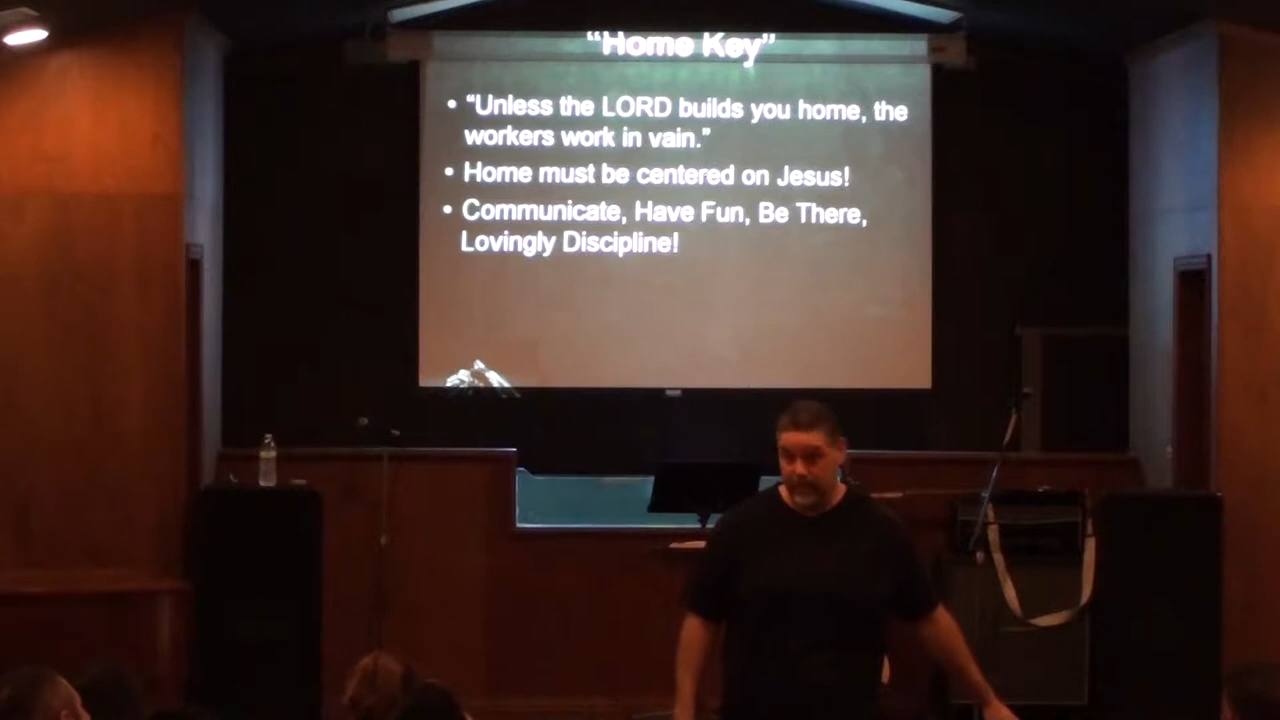 “Home Key”
• “Unless the LORD builds you home, the
workers work in vain.”
• Home must be centered on Jesus!
• Communicate, Have Fun, Be There,
Lovingly Discipline!